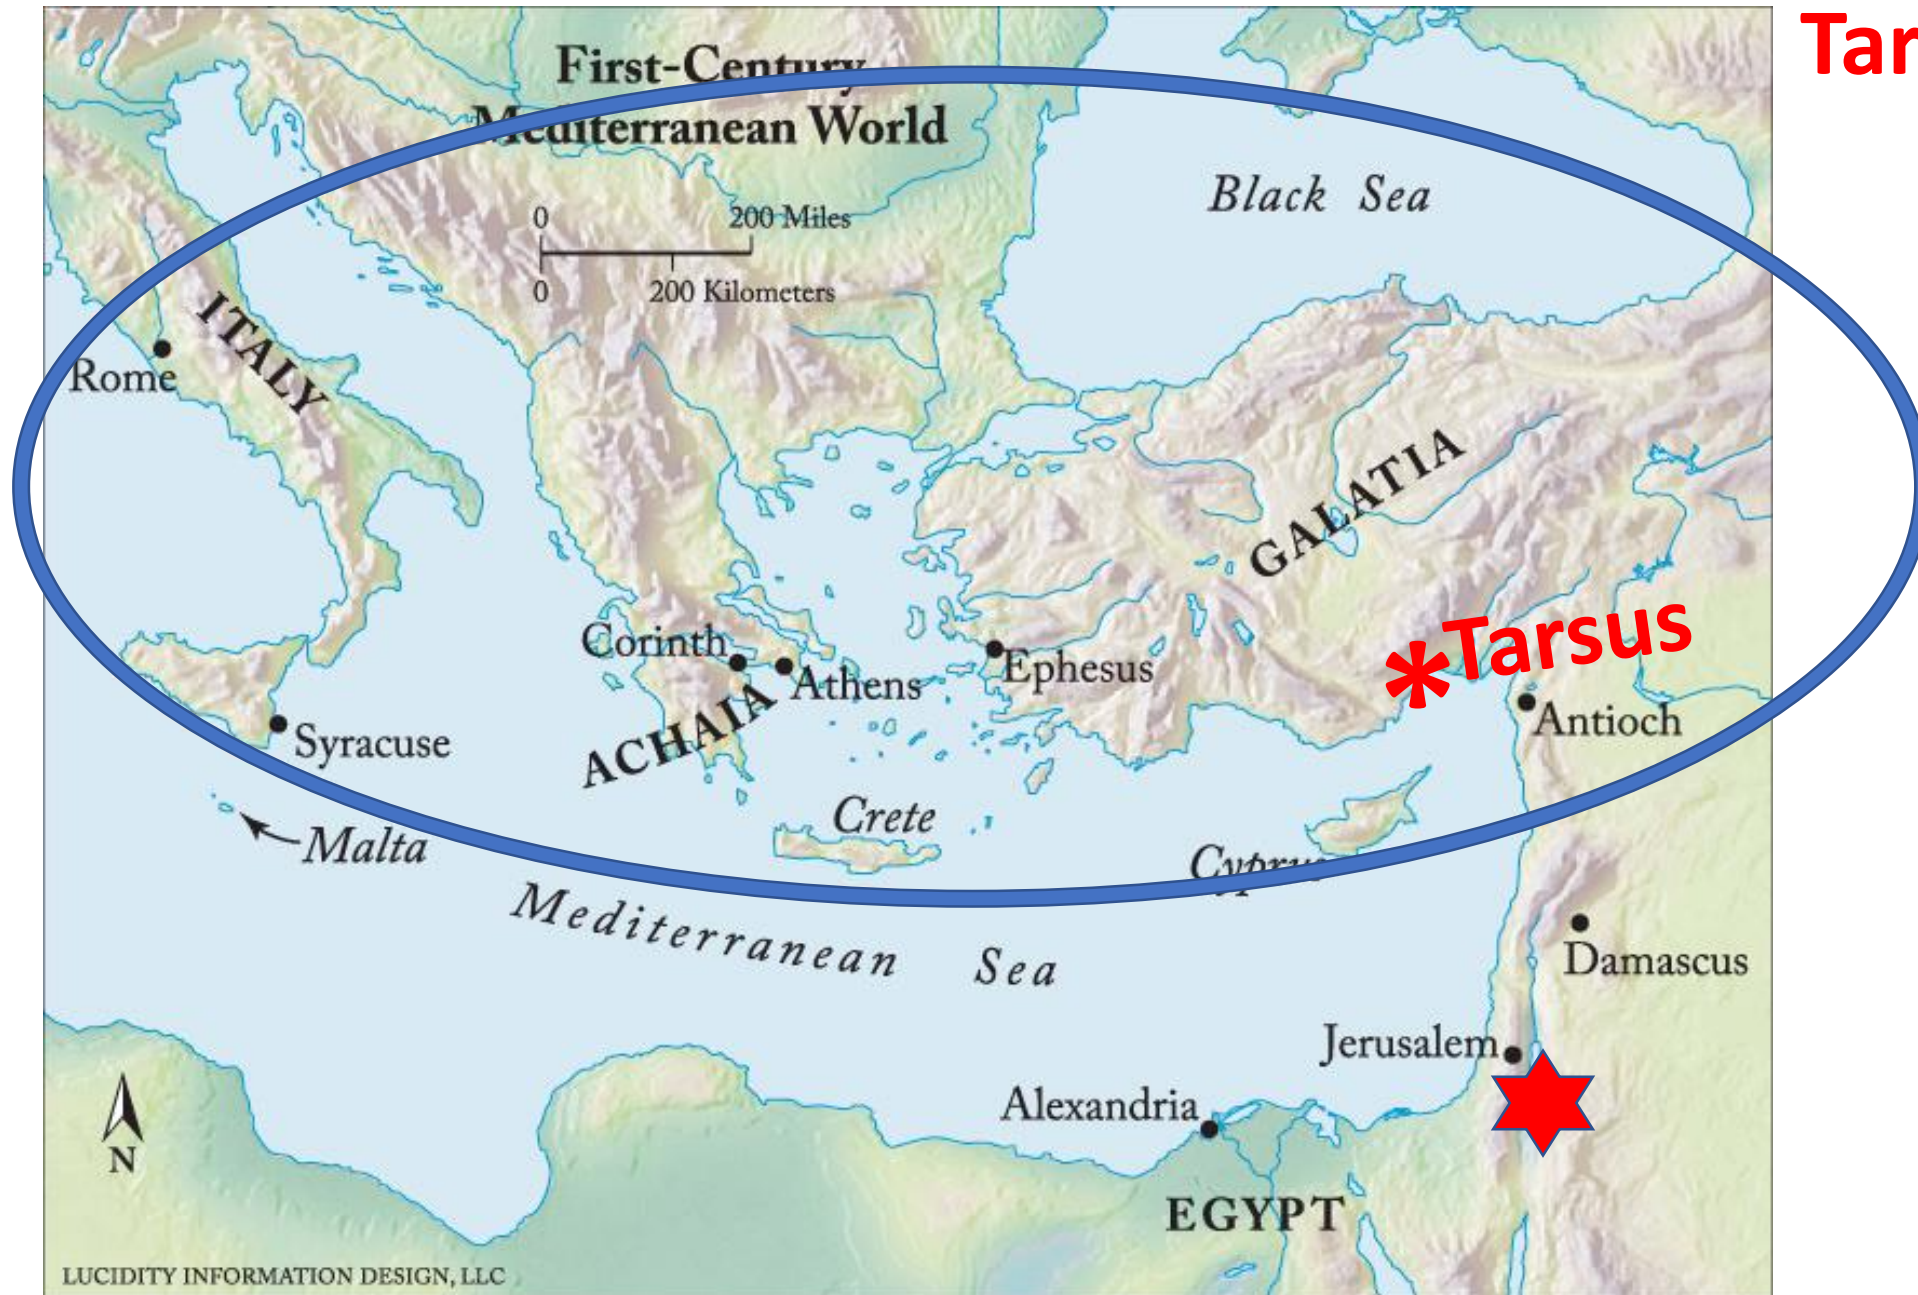 First-Century
Mediterranean World
Tar
Black Sea
0 200 Miles
0 200 Kilometers
ITALY
Rome
GALATIA
*Tarsus
Corinth
Athens
Ephesus
ACHAIA
Antioch
Syracuse
Crete
Malta
Cyprus
Mediterranean Sea
Damascus
Jerusalem
Alexandria
N
EGYPT
LUCIDITY INFORMATION DESIGN, LLC